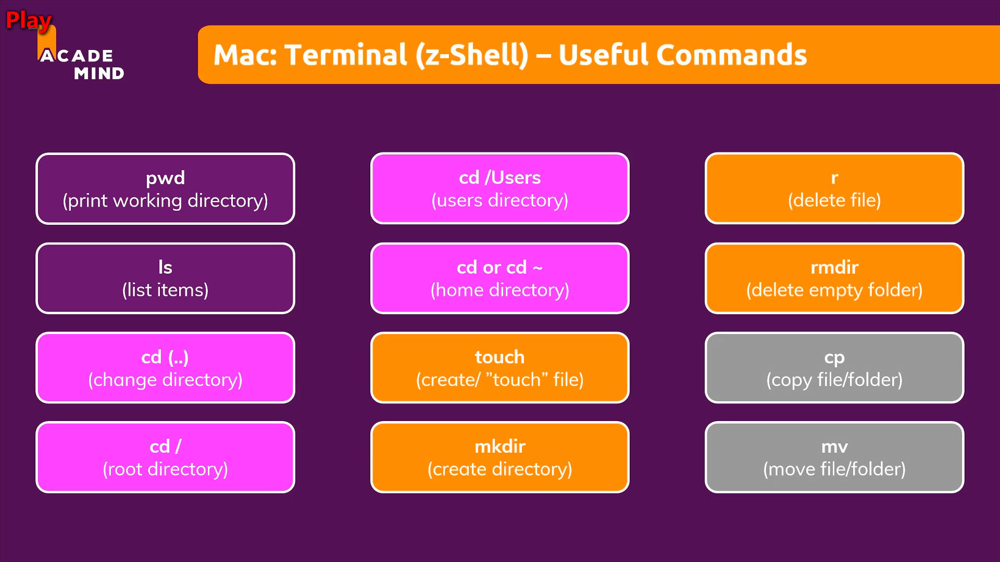 Play
ACADE
MIND
Mac: Terminal (z-Shell) – Useful Commands
pwd
(print working directory)
ls
(list items)
cd (..)
(change directory)
cd /
(root directory)
cd /Users
(users directory)
cd or cd ~
(home directory)
touch
(create/ ”touch” file)
mkdir
(create directory)
r
(delete file)
rmdir
(delete empty folder)
cp
(copy file/folder)
mv
(move file/folder)